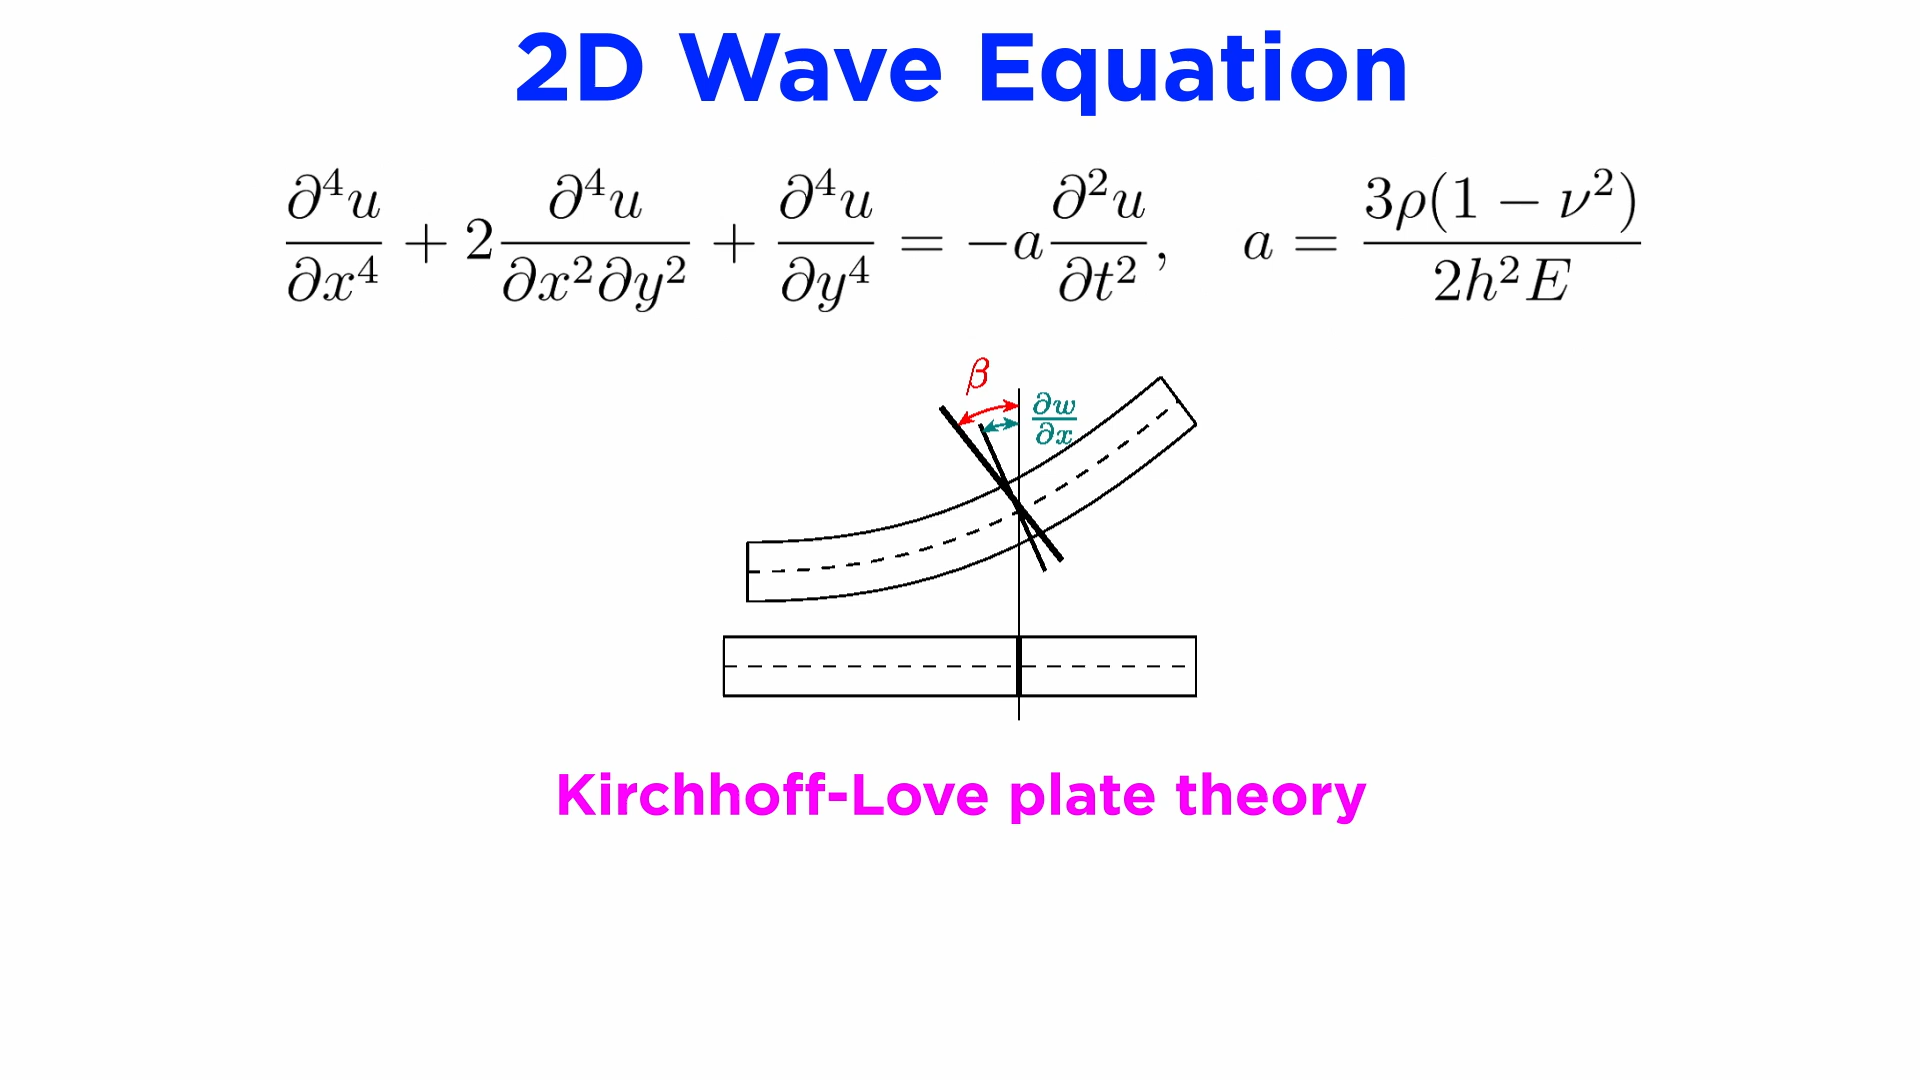 2D Wave Equation
∂⁴u/∂x⁴ + 2 ∂⁴u/∂x²∂y² + ∂⁴u/∂y⁴ = −a ∂²u/∂t², a = 3ρ(1 − ν²)/2h²E
β
∂w/∂x
Kirchhoff-Love plate theory